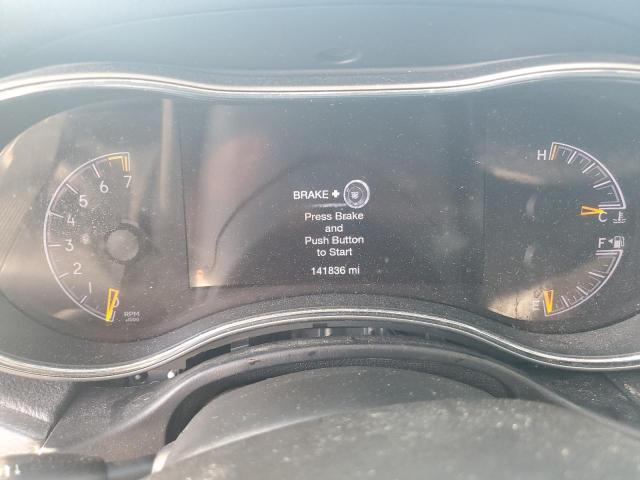 BRAKE +
Press Brake
and
Push Button
to Start
141836 mi
7
6
5
4
3
2
1
0
RPM
x1000
H
C
F
E